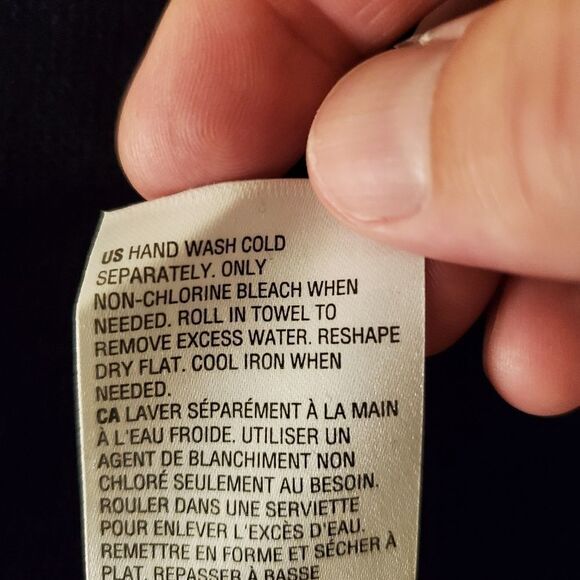 US HAND WASH COLD
SEPARATELY. ONLY
NON-CHLORINE BLEACH WHEN
NEEDED. ROLL IN TOWEL TO
REMOVE EXCESS WATER. RESHAPE
DRY FLAT. COOL IRON WHEN
NEEDED.
CA LAVER SÉPARÉMENT À LA MAIN
À L'EAU FROIDE. UTILISER UN
AGENT DE BLANCHIMENT NON
CHLORÉ SEULEMENT AU BESOIN.
ROULER DANS UNE SERVIETTE
POUR ENLEVER L'EXCÈS D'EAU.
REMETTRE EN FORME ET SÉCHER À
PLAT. REPASSER À BASSE